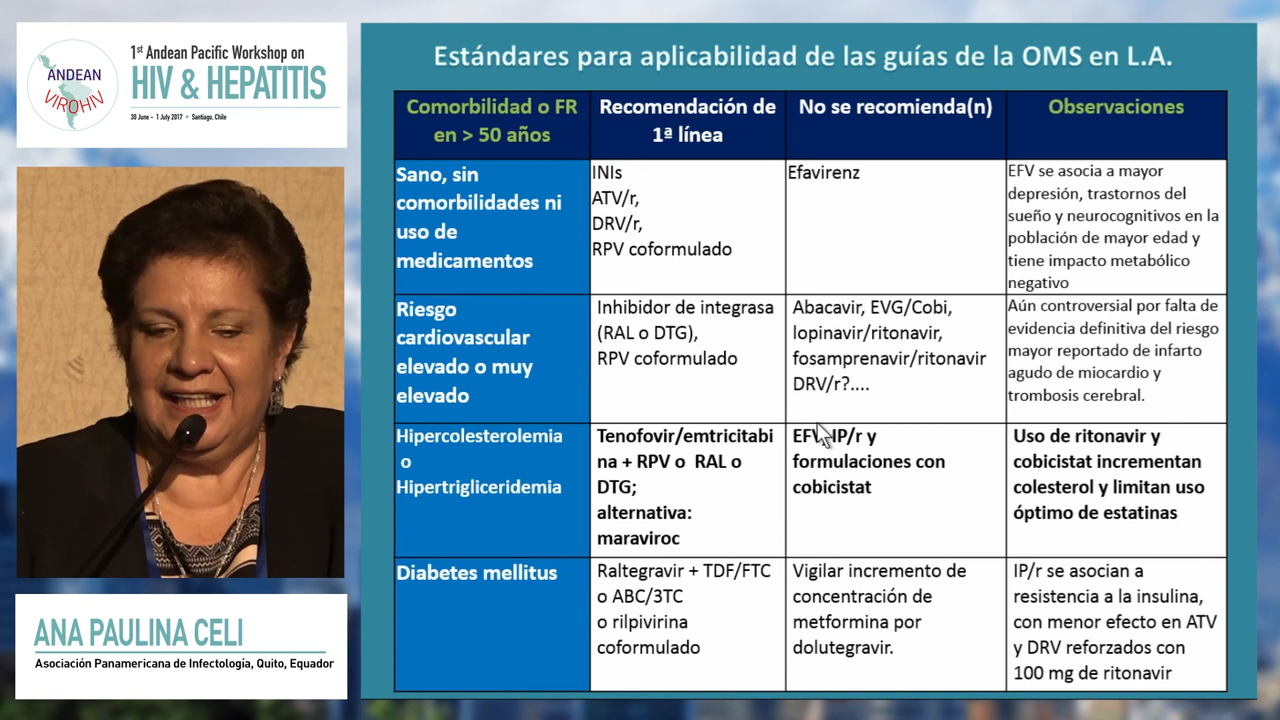 1st Andean Pacific Workshop on
HIV & HEPATITIS
30 June – 1 July 2017 • Santiago, Chile
ANDEAN
VIROHIV
Estándares para aplicabilidad de las guías de la OMS en L.A.
Comorbilidad o FR
en > 50 años
Recomendación de
1ª línea
No se recomienda(n)
Observaciones
Sano, sin
comorbilidades ni
uso de
medicamentos
INIs
ATV/r,
DRV/r,
RPV coformulado
Efavirenz
EFV se asocia a mayor
depresión, trastornos del
sueño y neurocognitivos en la
población de mayor edad y
tiene impacto metabólico
negativo
Riesgo
cardiovascular
elevado o muy
elevado
Inhibidor de integrasa
(RAL o DTG),
RPV coformulado
Abacavir, EVG/Cobi,
lopinavir/ritonavir,
fosamprenavir/ritonavir
DRV/r?....
Aún controversial por falta de
evidencia definitiva del riesgo
mayor reportado de infarto
agudo de miocardio y
trombosis cerebral.
Hipercolesterolemia
o
Hipertrigliceridemia
Tenofovir/emtricitabi
na + RPV o RAL o
DTG;
alternativa:
maraviroc
EFV, IP/r y
formulaciones con
cobicistat
Uso de ritonavir y
cobicistat incrementan
colesterol y limitan uso
óptimo de estatinas
Diabetes mellitus
Raltegravir + TDF/FTC
o ABC/3TC
o rilpivirina
coformulado
Vigilar incremento de
concentración de
metformina por
dolutegravir.
IP/r se asocian a
resistencia a la insulina,
con menor efecto en ATV
y DRV reforzados con
100 mg de ritonavir
ANA PAULINA CELI
Asociación Panamericana de Infectología, Quito, Equador